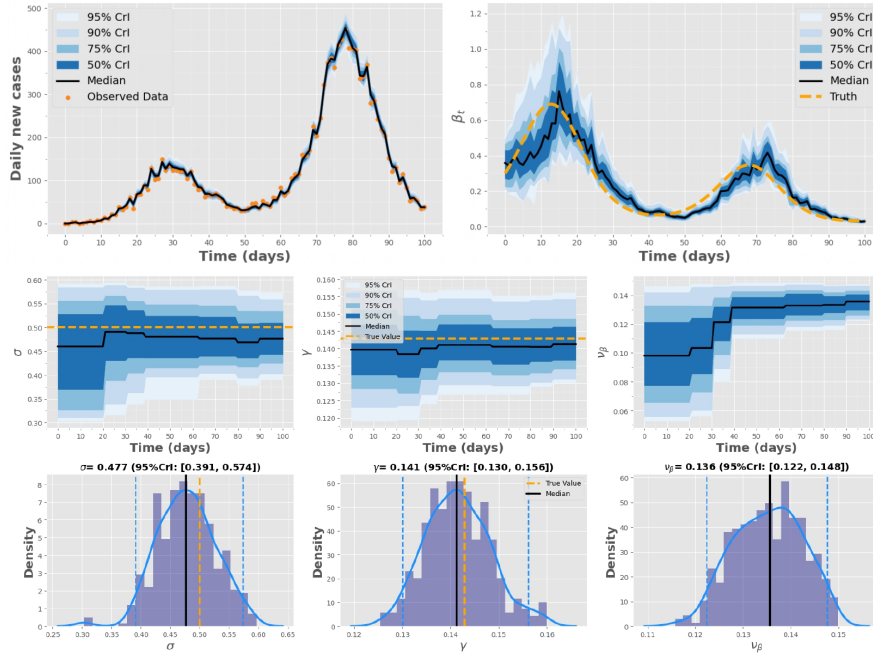 500
400
300
200
100
0
Daily new cases
95% CrI
90% CrI
75% CrI
50% CrI
Median
Observed Data
0 10 20 30 40 50 60 70 80 90 100
Time (days)
1.2
1.0
0.8
0.6
0.4
0.2
0.0
βt
95% CrI
90% CrI
75% CrI
50% CrI
Median
Truth
0 10 20 30 40 50 60 70 80 90 100
Time (days)
0.60
0.55
0.50
0.45
0.40
0.35
0.30
σ
0 10 20 30 40 50 60 70 80 90 100
Time (days)
0.160
0.155
0.150
0.145
0.140
0.135
0.130
0.125
0.120
γ
95% CrI
90% CrI
75% CrI
50% CrI
Median
True Value
0 10 20 30 40 50 60 70 80 90 100
Time (days)
0.14
0.12
0.10
0.08
0.06
νβ
0 10 20 30 40 50 60 70 80 90 100
Time (days)
σ= 0.477 (95%CrI: [0.391, 0.574])
8
7
6
5
4
3
2
1
0
Density
0.25 0.30 0.35 0.40 0.45 0.50 0.55 0.60 0.65
σ
γ= 0.141 (95%CrI: [0.130, 0.156])
60
50
40
30
20
10
0
Density
True Value
Median
0.12 0.13 0.14 0.15 0.16
γ
νβ= 0.136 (95%CrI: [0.122, 0.148])
60
50
40
30
20
10
0
Density
0.11 0.12 0.13 0.14 0.15
νβ